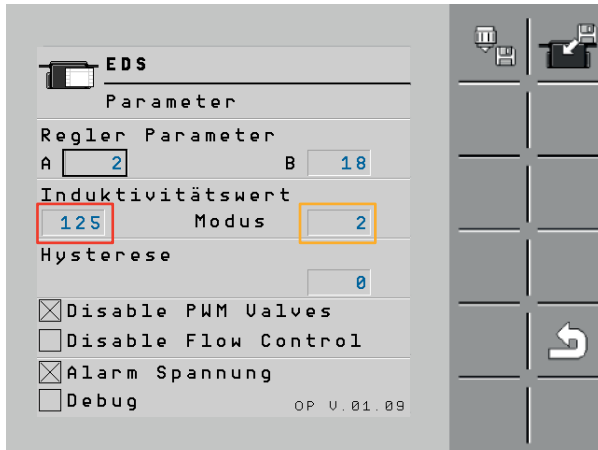 EDS
Parameter
Regler Parameter
A 2 B 18
Induktivitätswert
125 Modus 2
Hysterese
0
Disable PWM Valves
Disable Flow Control
Alarm Spannung
Debug OP V.01.09